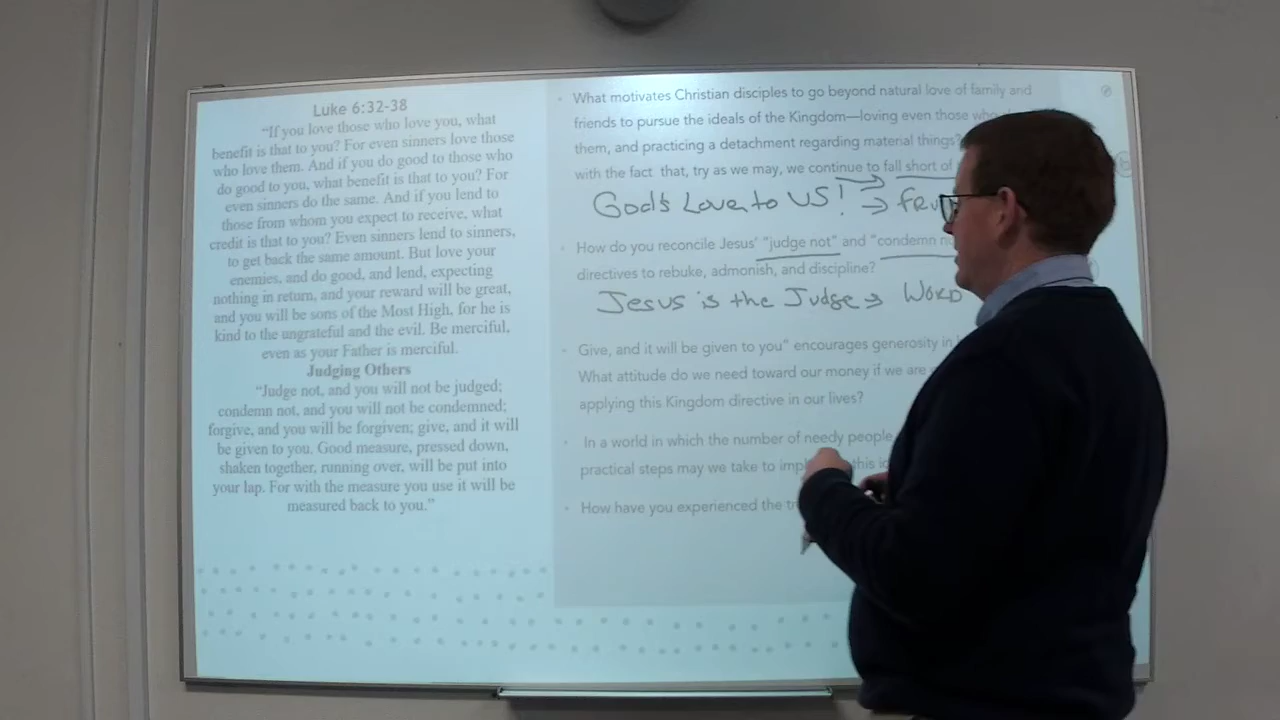 Luke 6:32-38
“If you love those who love you, what
benefit is that to you? For even sinners love those
who love them. And if you do good to those who
do good to you, what benefit is that to you? For
even sinners do the same. And if you lend to
those from whom you expect to receive, what
credit is that to you? Even sinners lend to sinners,
to get back the same amount. But love your
enemies, and do good, and lend, expecting
nothing in return, and your reward will be great,
and you will be sons of the Most High, for he is
kind to the ungrateful and the evil. Be merciful,
even as your Father is merciful.
Judging Others
“Judge not, and you will not be judged;
condemn not, and you will not be condemned;
forgive, and you will be forgiven; give, and it will
be given to you. Good measure, pressed down,
shaken together, running over, will be put into
your lap. For with the measure you use it will be
measured back to you.”
What motivates Christian disciples to go beyond natural love of family and
friends to pursue the ideals of the Kingdom—loving even those who
them, and practicing a detachment regarding material things?
with the fact that, try as we may, we continue to fall short of
God's Love to US! →
→
How do you reconcile Jesus' “judge not” and “condemn
directives to rebuke, admonish, and discipline?
Jesus is the Judge → WORD
Give, and it will be given to you” encourages generosity in
What attitude do we need toward our money if we are
applying this Kingdom directive in our lives?
In a world in which the number of needy people
practical steps may we take to this
How have you experienced the